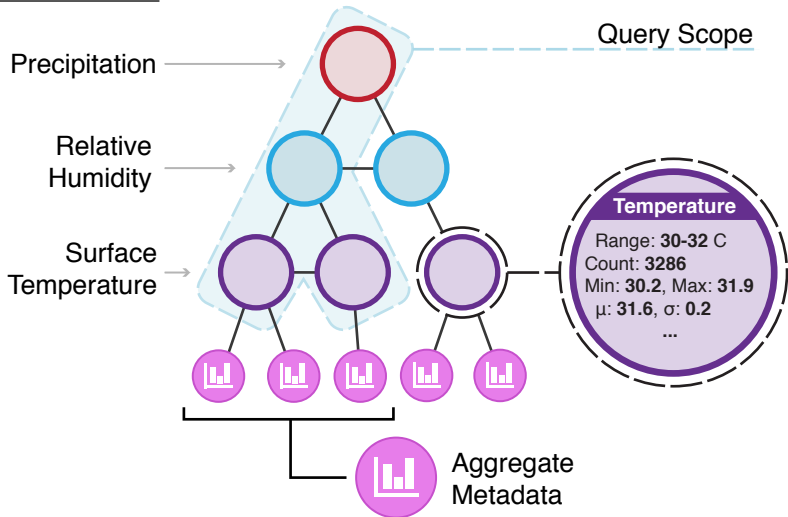 Query Scope
Precipitation
Relative
Humidity
Surface
Temperature
Temperature
Range: 30-32 C
Count: 3286
Min: 30.2, Max: 31.9
μ: 31.6, σ: 0.2
...
Aggregate
Metadata